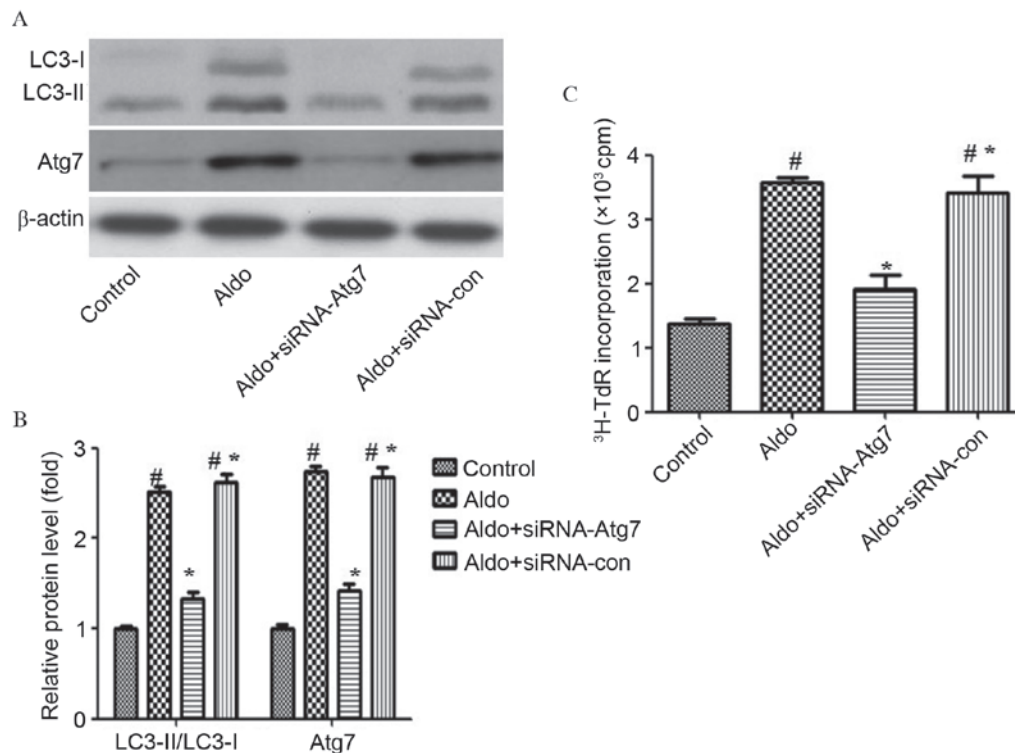 A
LC3-I
LC3-II
Atg7
β-actin
Control
Aldo
Aldo+siRNA-Atg7
Aldo+siRNA-con
B
Relative protein level (fold)
3
2
1
0
#
*
# *
#
*
# *
LC3-II/LC3-I
Atg7
Control
Aldo
Aldo+siRNA-Atg7
Aldo+siRNA-con
C
³H-TdR incorporation (×10³ cpm)
4
3
2
1
0
#
*
# *
Control
Aldo
Aldo+siRNA-Atg7
Aldo+siRNA-con